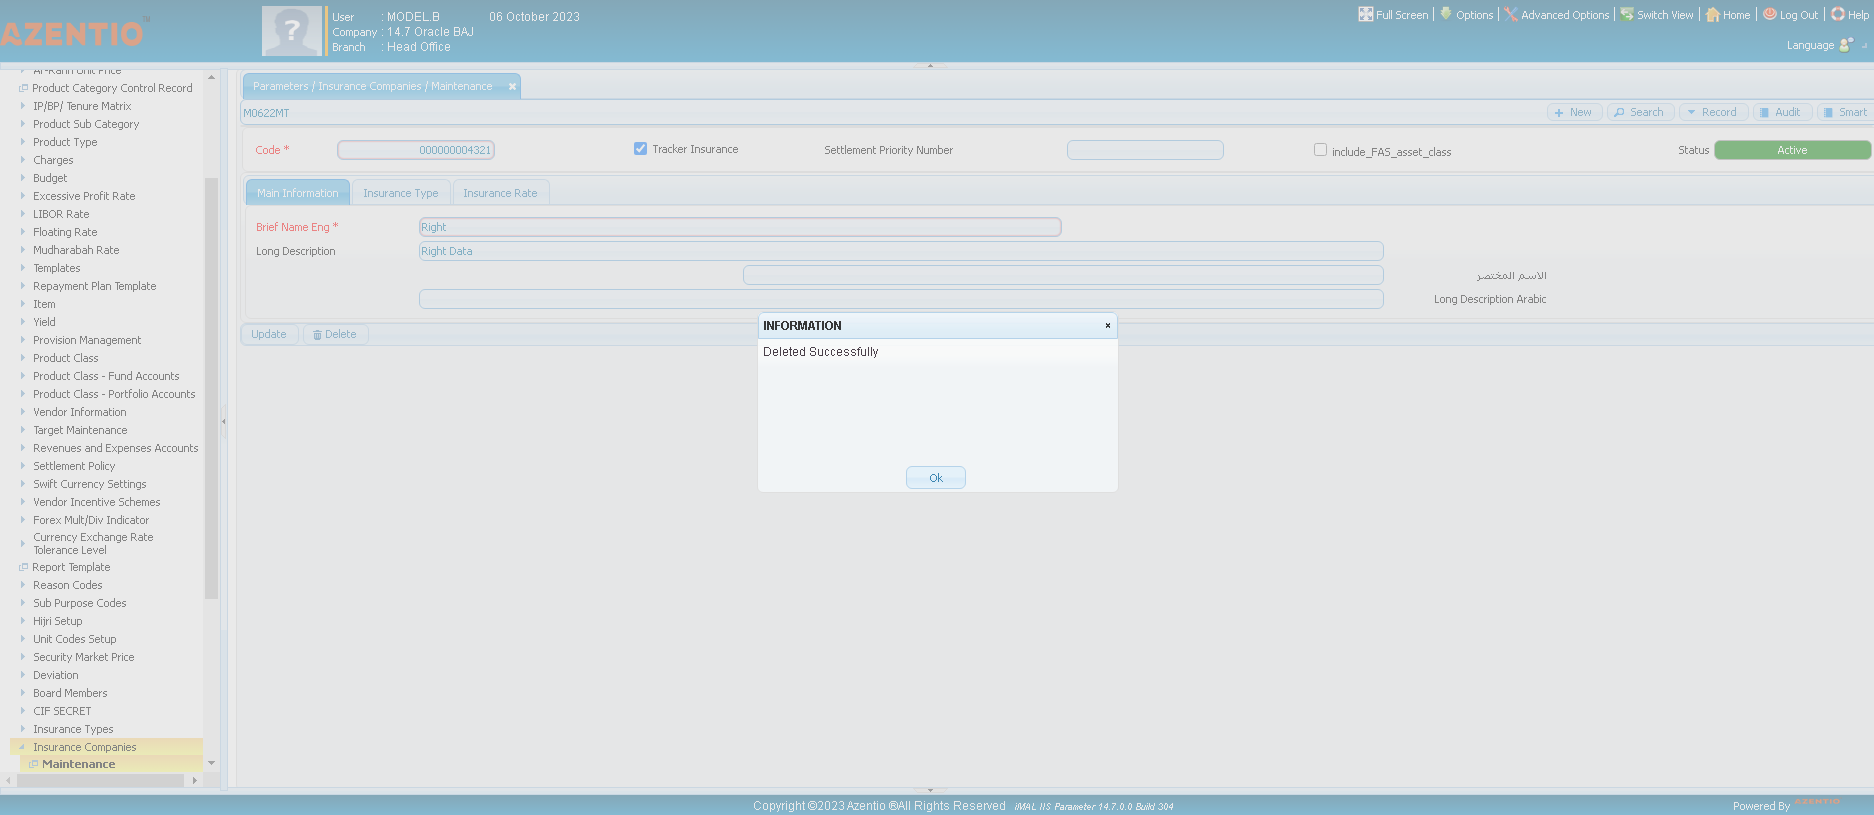 AZENTIO™
User : MODEL.B 06 October 2023
Company : 14.7 Oracle BAJ
Branch : Head Office
Full Screen Options Advanced Options Switch View Home Log Out Help
Language
Ar-Rahn Unit Price
Product Category Control Record
IP/BP/ Tenure Matrix
Product Sub Category
Product Type
Charges
Budget
Excessive Profit Rate
LIBOR Rate
Floating Rate
Mudharabah Rate
Templates
Repayment Plan Template
Item
Yield
Provision Management
Product Class
Product Class - Fund Accounts
Product Class - Portfolio Accounts
Vendor Information
Target Maintenance
Revenues and Expenses Accounts
Settlement Policy
Swift Currency Settings
Vendor Incentive Schemes
Forex Mult/Div Indicator
Currency Exchange Rate
Tolerance Level
Report Template
Reason Codes
Sub Purpose Codes
Hijri Setup
Unit Codes Setup
Security Market Price
Deviation
Board Members
CIF SECRET
Insurance Types
Insurance Companies
Maintenance
Parameters / Insurance Companies / Maintenance
M0622MT
New Search Record Audit Smart
Code * 000000004321 Tracker Insurance Settlement Priority Number include_FAS_asset_class Status Active
Main Information Insurance Type Insurance Rate
Brief Name Eng * Right
Long Description Right Data
الاسم المختصر
Long Description Arabic
Update Delete
INFORMATION
Deleted Successfully
Ok
Copyright ©2023 Azentio ®All Rights Reserved iMAL IIS Parameter 14.7.0.0 Build 304
Powered By AZENTIO